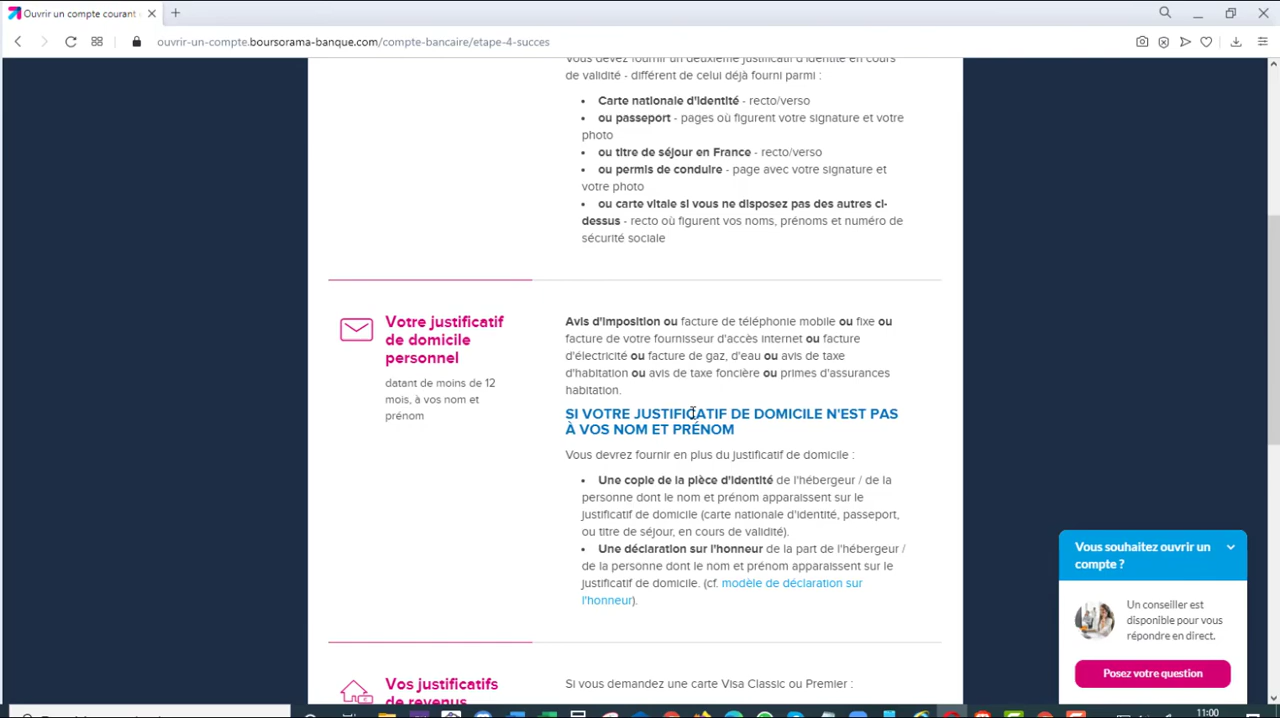 Ouvrir un compte courant
ouvrir-un-compte.boursorama-banque.com/compte-bancaire/etape-4-succes
Vous devez fournir un deuxième justificatif d'identité en cours
de validité - différent de celui déjà fourni parmi :
• Carte nationale d'identité - recto/verso
• ou passeport - pages où figurent votre signature et votre
photo
• ou titre de séjour en France - recto/verso
• ou permis de conduire - page avec votre signature et
votre photo
• ou carte vitale si vous ne disposez pas des autres ci-
dessus - recto où figurent vos noms, prénoms et numéro de
sécurité sociale
Votre justificatif
de domicile
personnel
datant de moins de 12
mois, à vos nom et
prénom
Avis d'imposition ou facture de téléphonie mobile ou fixe ou
facture de votre fournisseur d'accès internet ou facture
d'électricité ou facture de gaz, d'eau ou avis de taxe
d'habitation ou avis de taxe foncière ou primes d'assurances
habitation.
SI VOTRE JUSTIFICATIF DE DOMICILE N'EST PAS
À VOS NOM ET PRÉNOM
Vous devrez fournir en plus du justificatif de domicile :
• Une copie de la pièce d'identité de l'hébergeur / de la
personne dont le nom et prénom apparaissent sur le
justificatif de domicile (carte nationale d'identité, passeport,
ou titre de séjour, en cours de validité).
• Une déclaration sur l'honneur de la part de l'hébergeur /
de la personne dont le nom et prénom apparaissent sur le
justificatif de domicile. (cf. modèle de déclaration sur
l'honneur).
Vos justificatifs
de revenus
Si vous demandez une carte Visa Classic ou Premier :
Vous souhaitez ouvrir un
compte ?
Un conseiller est
disponible pour vous
répondre en direct.
Posez votre question
11:00